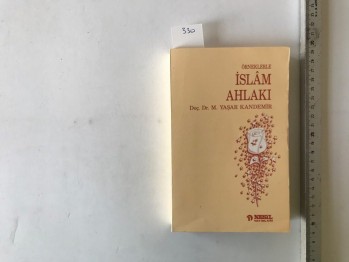 530
ÖRNEKLERLE
İSLÂM
AHLAKI
Doç. Dr. M. YAŞAR KANDEMİR
NESİL